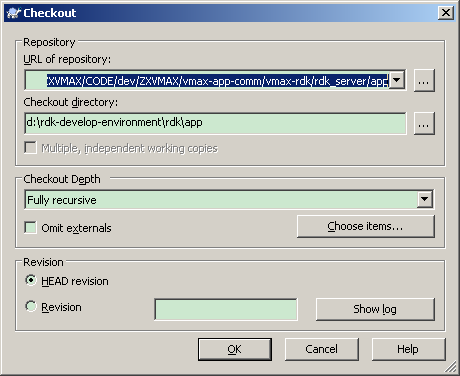 Checkout
Repository
URL of repository:
XVMAX/CODE/dev/ZXVMAX/vmax-app-comm/vmax-rdk/rdk_server/app
...
Checkout directory:
d:\rdk-develop-environment\rdk\app
...
Multiple, independent working copies
Checkout Depth
Fully recursive
Omit externals
Choose items...
Revision
HEAD revision
Revision
Show log
OK
Cancel
Help